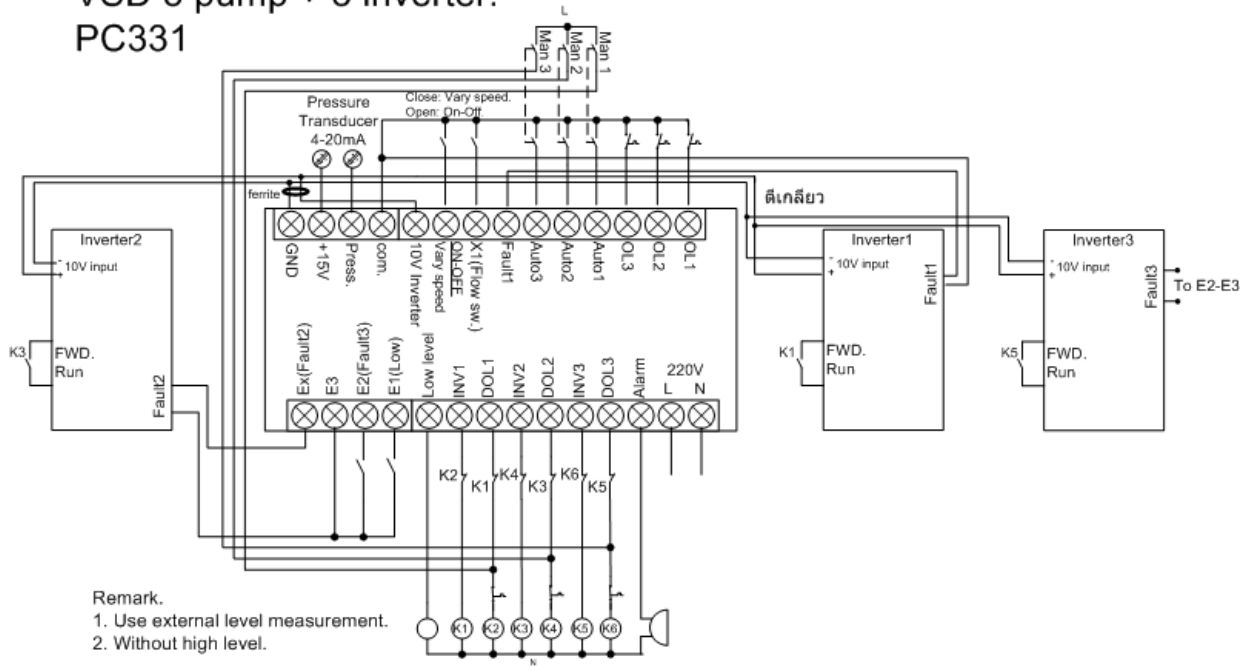 PC331
L
Man 3
Man 2
Man 1
Pressure
Transducer
4-20mA
Close: Vary speed.
Open: On-Off.
ferrite
ตีเกลียว
GND
+15V
Press.
com.
10V Inverter
Vary speed
ON-OFF
X1(Flow sw.)
Fault1
Auto3
Auto2
Auto1
OL3
OL2
OL1
Inverter2
-
10V input
+
K3
FWD.
Run
Fault2
Inverter1
-
10V input
+
Fault1
K1
FWD.
Run
Inverter3
-
10V input
+
Fault3
To E2-E3
K5
FWD.
Run
Ex(Fault2)
E3
E2(Fault3)
E1(Low)
Low level
INV1
DOL1
INV2
DOL2
INV3
DOL3
Alarm
220V
L
N
K2
K1
K4
K3
K6
K5
K1
K2
K3
K4
K5
K6
N
Remark.
1. Use external level measurement.
2. Without high level.